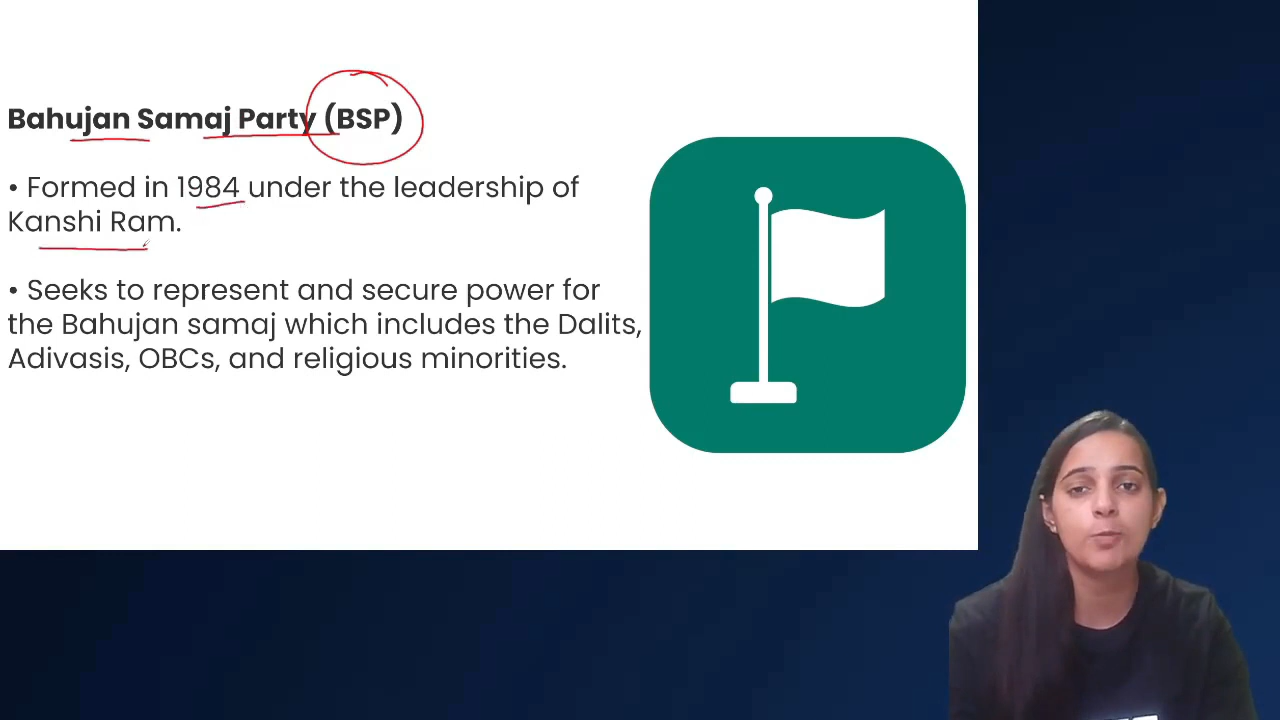 Bahujan Samaj Party (BSP)
• Formed in 1984 under the leadership of
Kanshi Ram.
• Seeks to represent and secure power for
the Bahujan samaj which includes the Dalits,
Adivasis, OBCs, and religious minorities.